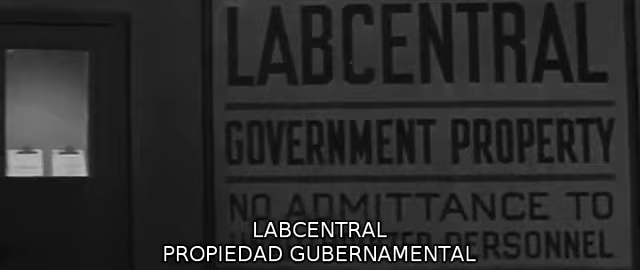 LABCENTRAL
GOVERNMENT PROPERTY
NO ADMITTANCE TO
PERSONNEL
LABCENTRAL
PROPIEDAD GUBERNAMENTAL